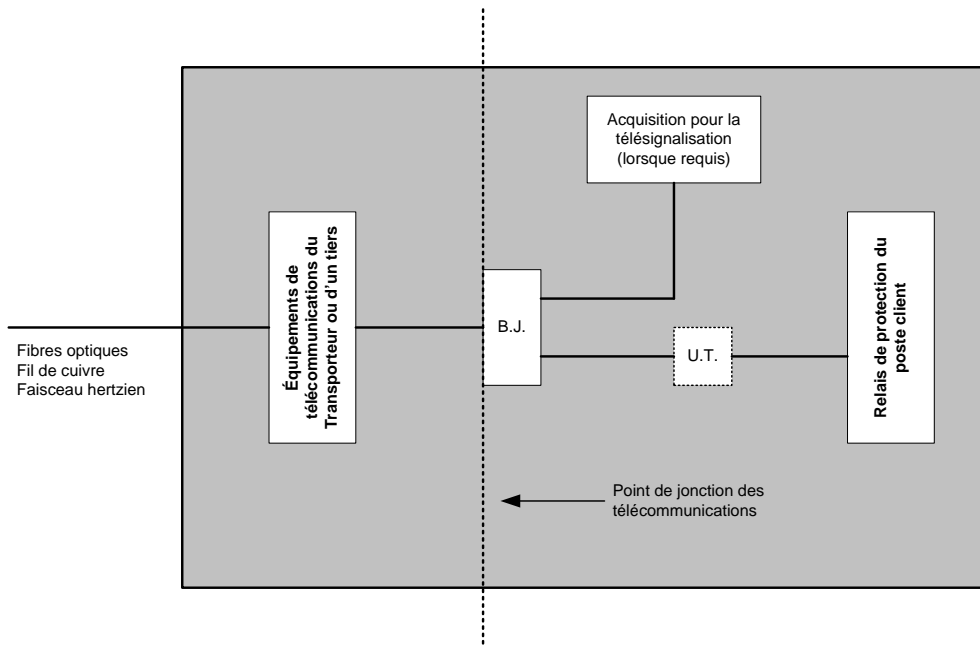 Acquisition pour la
télésignalisation
(lorsque requis)
Équipements de
télécommunications du
Transporteur ou d'un tiers
B.J.
U.T.
Relais de protection du
poste client
Fibres optiques
Fil de cuivre
Faisceau hertzien
Point de jonction des
télécommunications